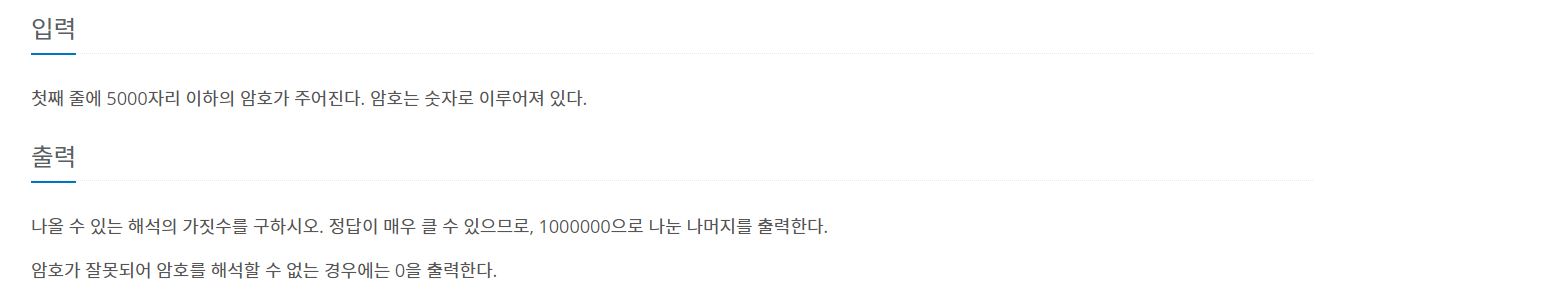 입력
첫째 줄에 5000자리 이하의 암호가 주어진다. 암호는 숫자로 이루어져 있다.
출력
나올 수 있는 해석의 가짓수를 구하시오. 정답이 매우 클 수 있으므로, 1000000으로 나눈 나머지를 출력한다.
암호가 잘못되어 암호를 해석할 수 없는 경우에는 0을 출력한다.